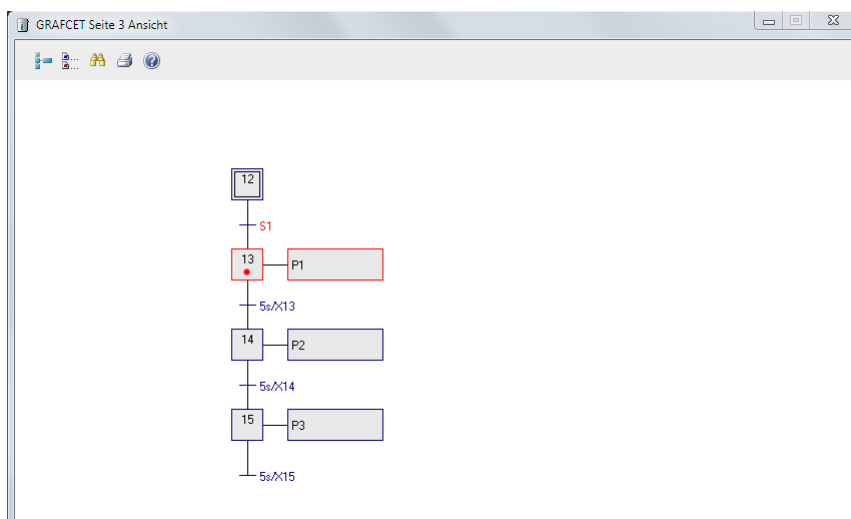 GRAFCET Seite 3 Ansicht
12
S1
13 P1
5s/X13
14 P2
5s/X14
15 P3
5s/X15